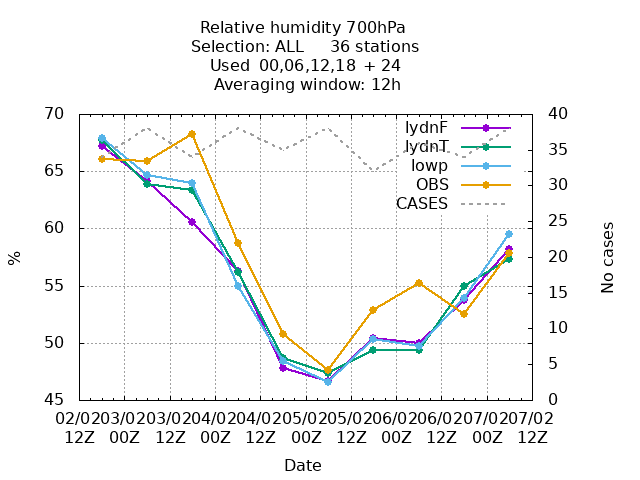 Relative humidity 700hPa
Selection: ALL 36 stations
Used 00,06,12,18 + 24
Averaging window: 12h
70
65
60
55
50
45
40
35
30
25
20
15
10
5
0
lydnF
lydnT
lowp
OBS
CASES
%
No cases
02/02 03/02 03/02 04/02 04/02 05/02 05/02 06/02 06/02 07/02 07/02
12Z 00Z 12Z 00Z 12Z 00Z 12Z 00Z 12Z 00Z 12Z
Date